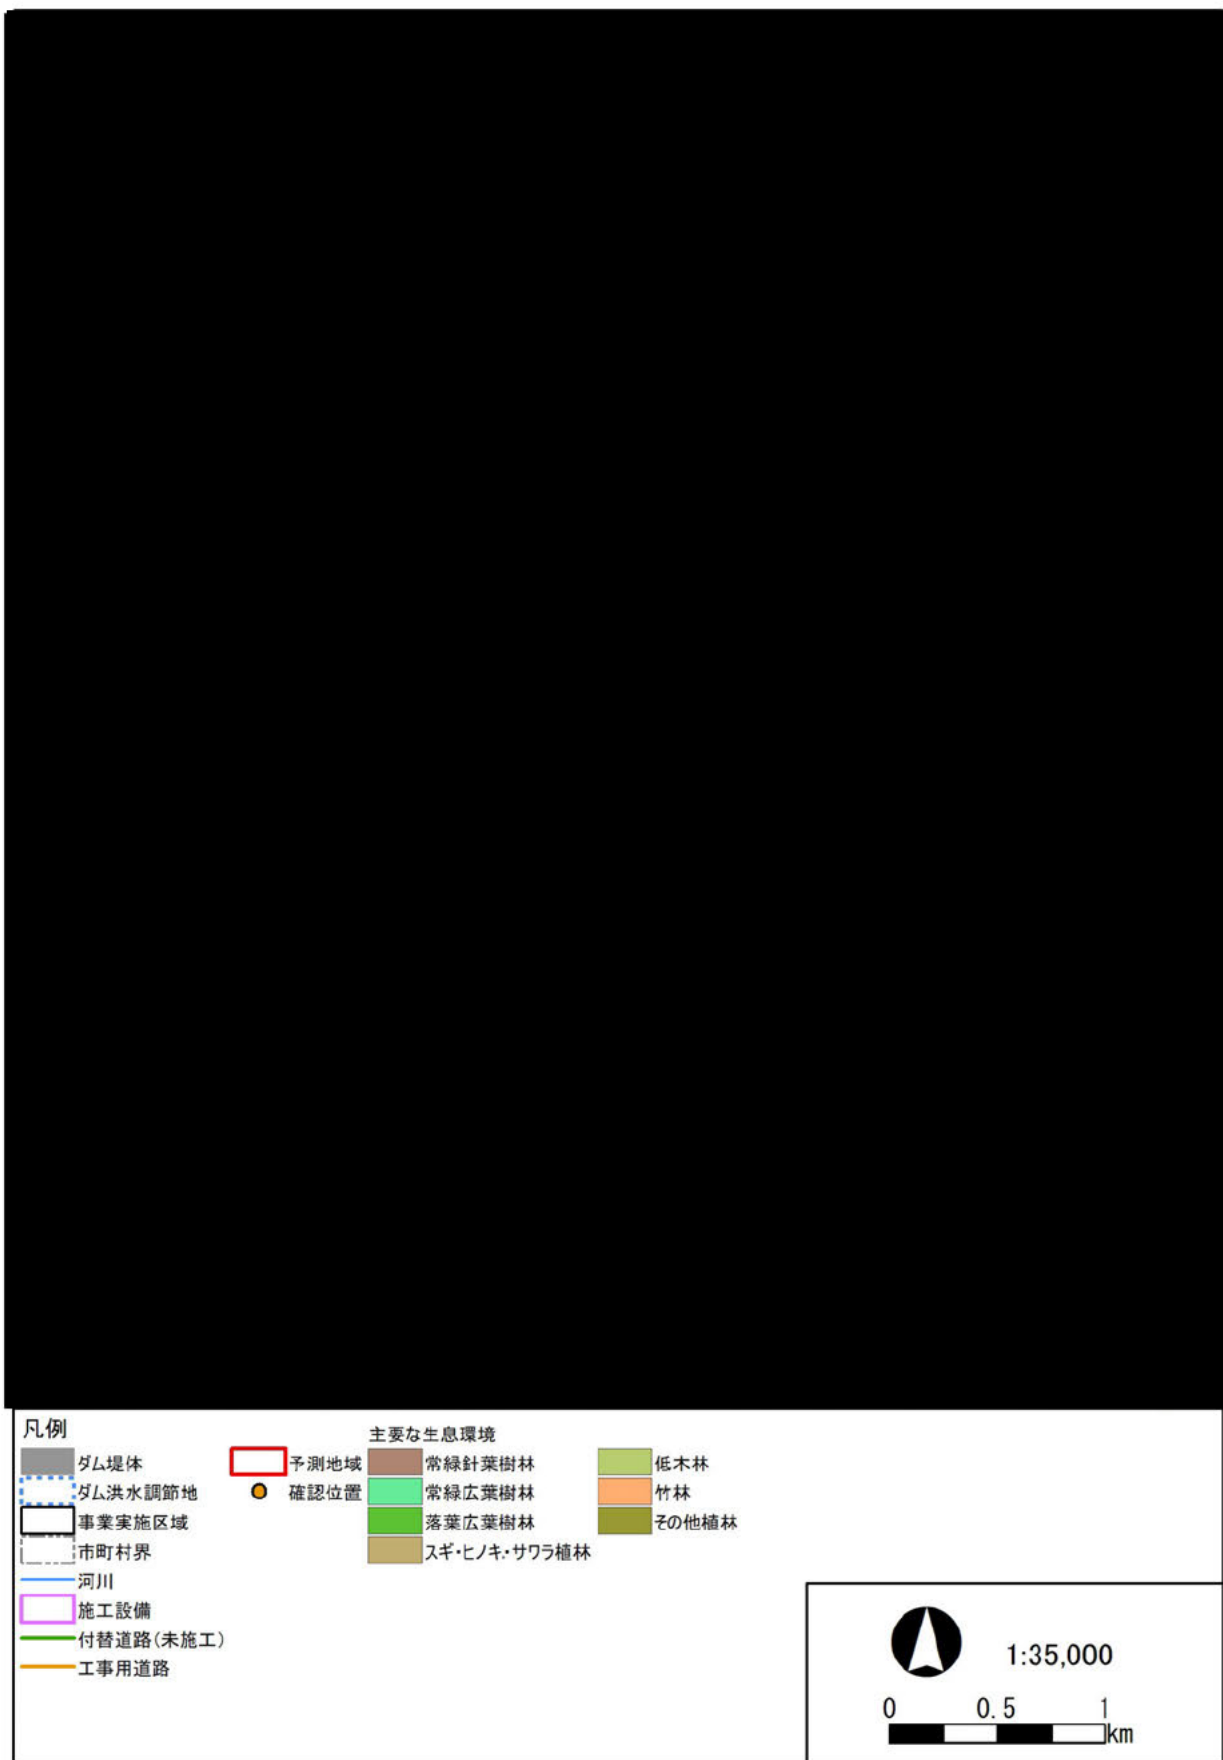 凡例
ダム堤体
ダム洪水調節地
事業実施区域
市町村界
河川
施工設備
付替道路(未施工)
工事用道路
予測地域
確認位置
主要な生息環境
常緑針葉樹林
常緑広葉樹林
落葉広葉樹林
スギ・ヒノキ・サワラ植林
低木林
竹林
その他植林
1:35,000
0 0.5 1
km